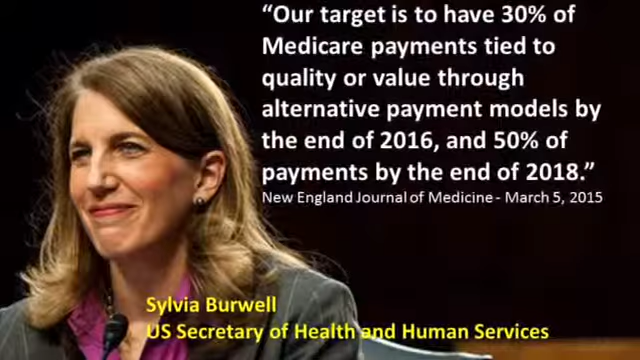 “Our target is to have 30% of
Medicare payments tied to
quality or value through
alternative payment models by
the end of 2016, and 50% of
payments by the end of 2018.”
New England Journal of Medicine - March 5, 2015
Sylvia Burwell
US Secretary of Health and Human Services